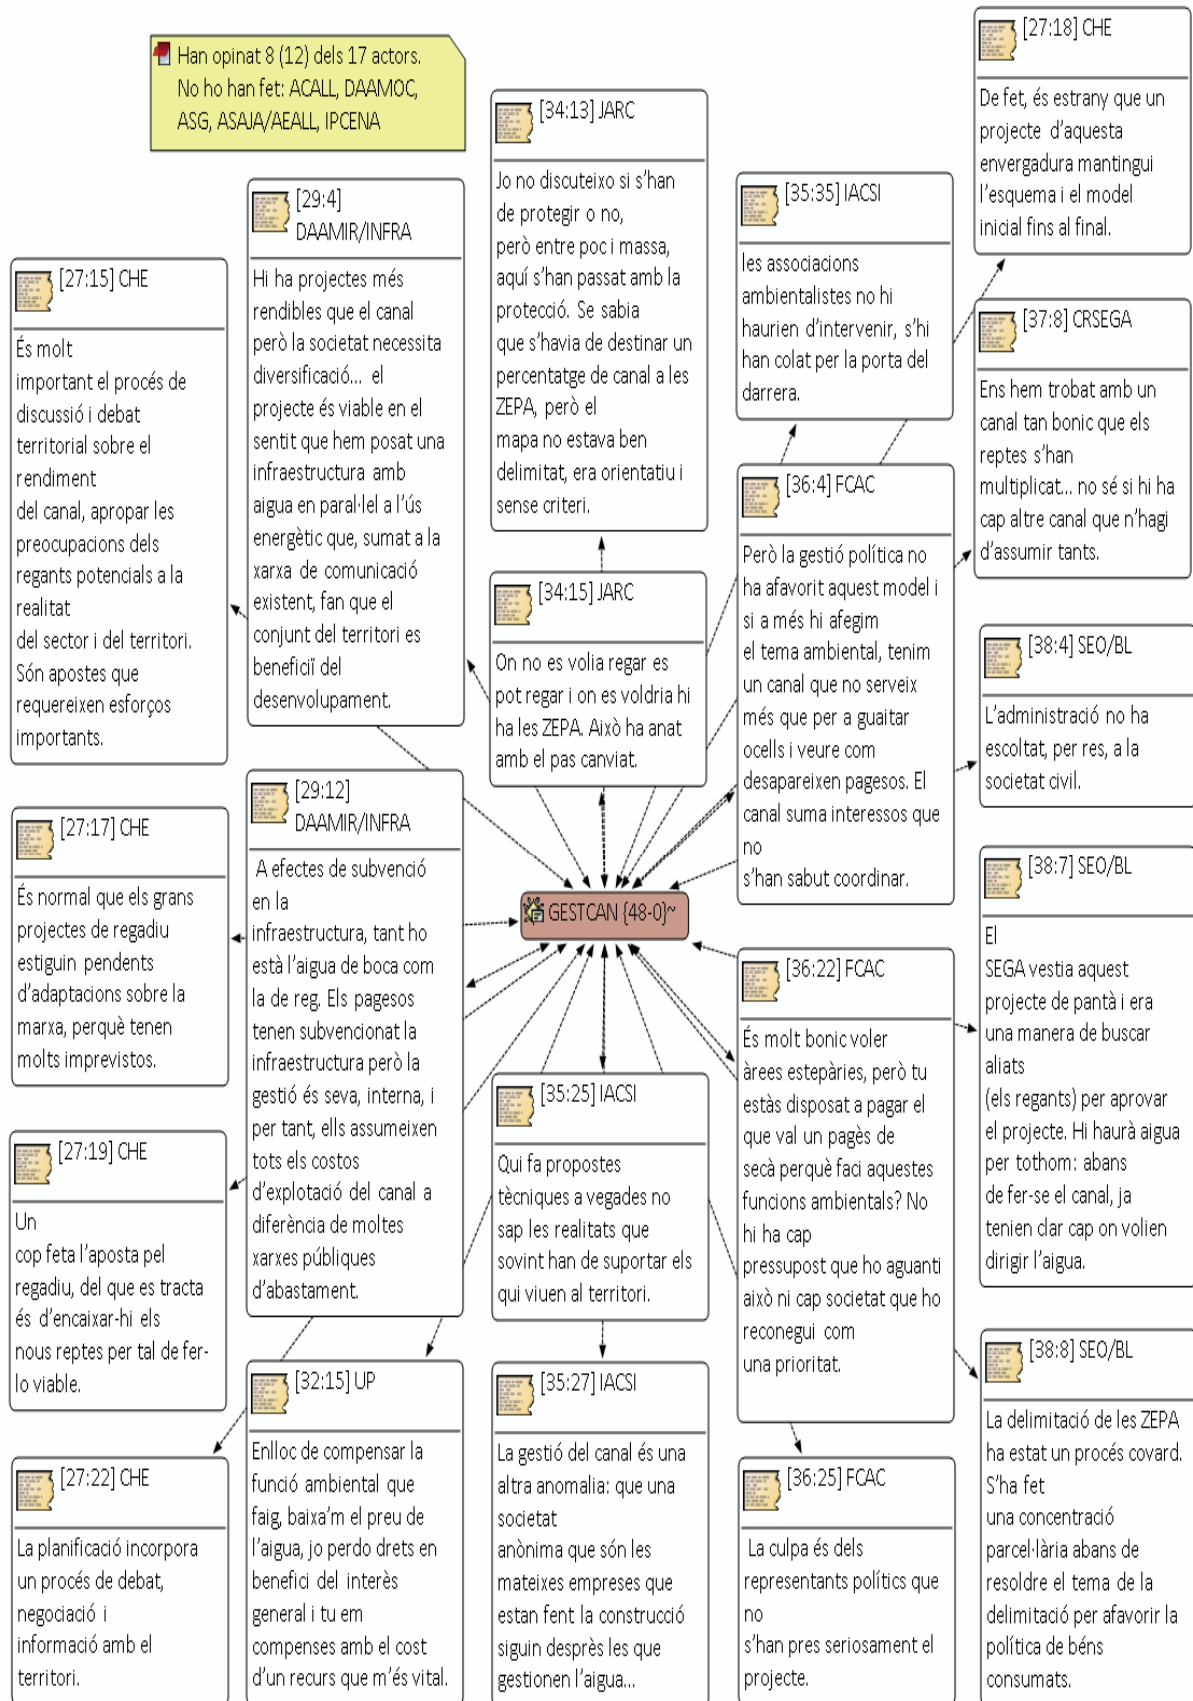 Han opinat 8 (12) dels 17 actors.
No ho han fet: ACALL, DAAMOC,
ASG, ASAJA/AEALL, IPCENA
[27:15] CHE
És molt
important el procés de
discussió i debat
territorial sobre el
rendiment
del canal, apropar les
preocupacions dels
regants potencials a la
realitat
del sector i del territori.
Són apostes que
requereixen esforços
importants.
[27:17] CHE
És normal que els grans
projectes de regadiu
estiguin pendents
d'adaptacions sobre la
marxa, perquè tenen
molts imprevistos.
[27:19] CHE
Un
cop feta l'aposta pel
regadiu, del que es tracta
és d'encaixar-hi els
nous reptes per tal de fer-
lo viable.
[27:22] CHE
La planificació incorpora
un procés de debat,
negociació i
informació amb el
territori.
[29:4]
DAAMIR/INFRA
Hi ha projectes més
rendibles que el canal
però la societat necessita
diversificació... el
projecte és viable en el
sentit que hem posat una
infraestructura amb
aigua en paral·lel a l'ús
energètic que, sumat a la
xarxa de comunicació
existent, fan que el
conjunt del territori es
beneficiï del
desenvolupament.
[29:12]
DAAMIR/INFRA
A efectes de subvenció
en la
infraestructura, tant ho
està l'aigua de boca com
la de reg. Els pagesos
tenen subvencionat la
infraestructura però la
gestió és seva, interna, i
per tant, ells assumeixen
tots els costos
d'explotació del canal a
diferència de moltes
xarxes públiques
d'abastament.
[32:15] UP
Enlloc de compensar la
funció ambiental que
faig, baixa'm el preu de
l'aigua, jo perdo drets en
benefici del interès
general i tu em
compenses amb el cost
d'un recurs que m'és vital.
[34:13] JARC
Jo no discuteixo si s'han
de protegir o no,
però entre poc i massa,
aquí s'han passat amb la
protecció. Se sabia
que s'havia de destinar un
percentatge de canal a les
ZEPA, però el
mapa no estava ben
delimitat, era orientatiu i
sense criteri.
[34:15] JARC
On no es volia regar es
pot regar i on es voldria hi
ha les ZEPA. Això ha anat
amb el pas canviat.
GESTCAN {48-0}~
[35:25] IACSI
Qui fa propostes
tècniques a vegades no
sap les realitats que
sovint han de suportar els
qui viuen al territori.
[35:27] IACSI
La gestió del canal és una
altra anomalia: que una
societat
anònima que són les
mateixes empreses que
estan fent la construcció
siguin desprès les que
gestionen l'aigua...
[35:35] IACSI
les associacions
ambientalistes no hi
haurien d'intervenir, s'hi
han colat per la porta del
darrera.
[36:4] FCAC
Però la gestió política no
ha afavorit aquest model i
si a més hi afegim
el tema ambiental, tenim
un canal que no serveix
més que per a guaitar
ocells i veure com
desapareixen pagesos. El
canal suma interessos que
no
s'han sabut coordinar.
[36:22] FCAC
És molt bonic voler
àrees estepàries, però tu
estàs disposat a pagar el
que val un pagès de
secà perquè faci aquestes
funcions ambientals? No
hi ha cap
pressupost que ho aguanti
això ni cap societat que ho
reconegui com
una prioritat.
[36:25] FCAC
La culpa és dels
representants polítics que
no
s'han pres seriosament el
projecte.
[27:18] CHE
De fet, és estrany que un
projecte d'aquesta
envergadura mantingui
l'esquema i el model
inicial fins al final.
[37:8] CRSEGA
Ens hem trobat amb un
canal tan bonic que els
reptes s'han
multiplicat... no sé si hi ha
cap altre canal que n'hagi
d'assumir tants.
[38:4] SEO/BL
L'administració no ha
escoltat, per res, a la
societat civil.
[38:7] SEO/BL
El
SEGA vestia aquest
projecte de pantà i era
una manera de buscar
aliats
(els regants) per aprovar
el projecte. Hi haurà aigua
per tothom: abans
de fer-se el canal, ja
tenien clar cap on volien
dirigir l'aigua.
[38:8] SEO/BL
La delimitació de les ZEPA
ha estat un procés covard.
S'ha fet
una concentració
parcel·lària abans de
resoldre el tema de la
delimitació per afavorir la
política de béns
consumats.